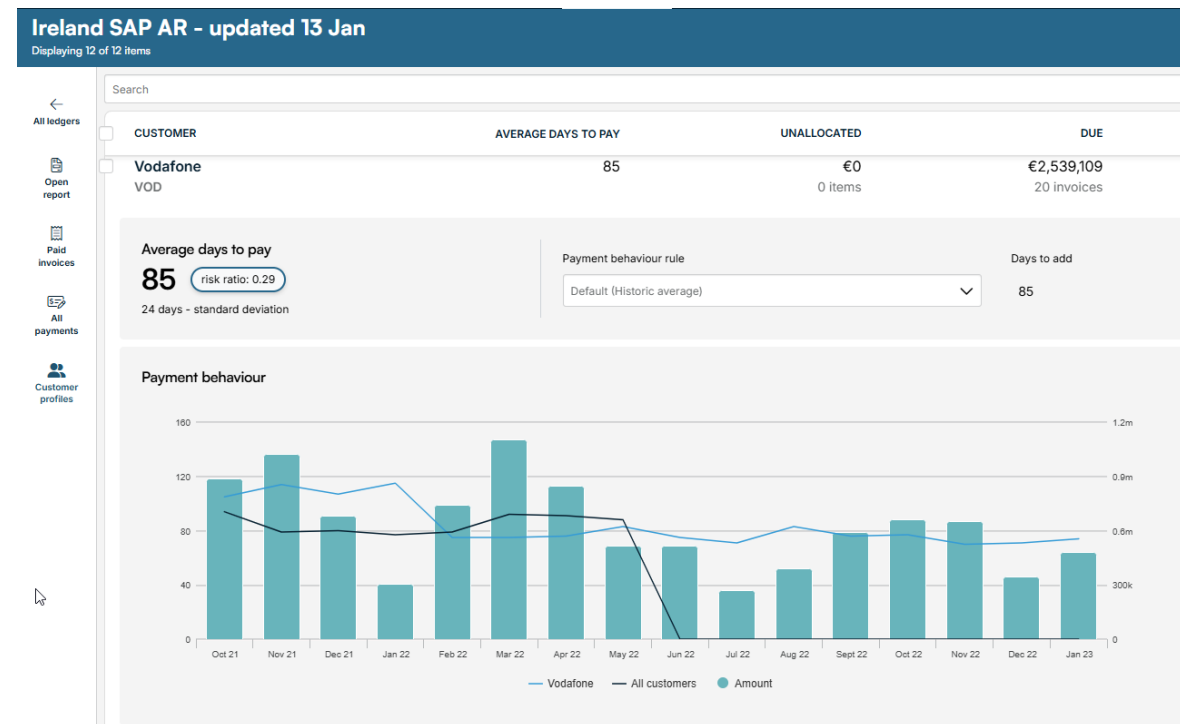 Ireland SAP AR - updated 13 Jan
Displaying 12 of 12 items
Search
All ledgers
Open report
Paid invoices
All payments
Customer profiles
CUSTOMER AVERAGE DAYS TO PAY UNALLOCATED DUE
Vodafone 85 €0 €2,539,109
VOD 0 items 20 invoices
Average days to pay
85 risk ratio: 0.29
24 days - standard deviation
Payment behaviour rule
Default (Historic average)
Days to add
85
Payment behaviour
160 1.2m
120 0.9m
80 0.6m
40 300k
0 0
Oct 21 Nov 21 Dec 21 Jan 22 Feb 22 Mar 22 Apr 22 May 22 Jun 22 Jul 22 Aug 22 Sept 22 Oct 22 Nov 22 Dec 22 Jan 23
Vodafone All customers Amount